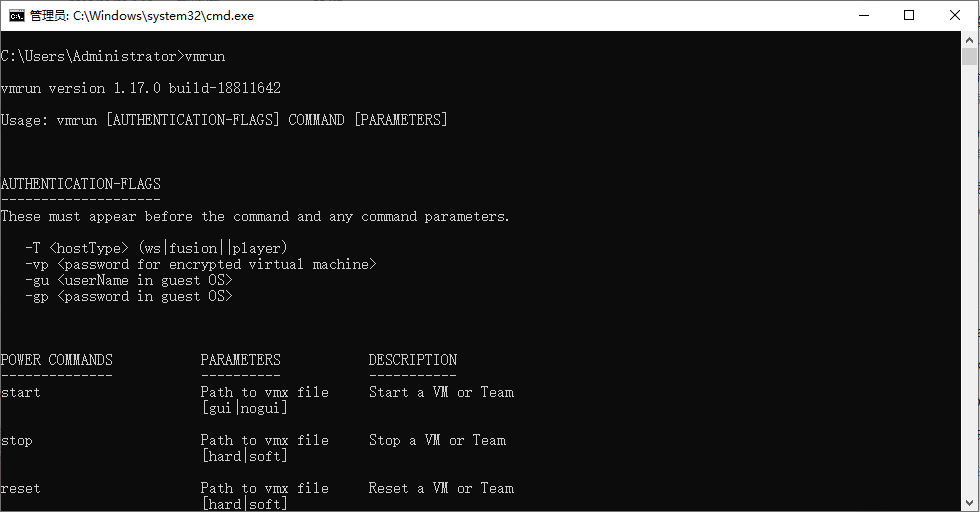 管理员: C:\Windows\system32\cmd.exe
C:\Users\Administrator>vmrun
vmrun version 1.17.0 build-18811642
Usage: vmrun [AUTHENTICATION-FLAGS] COMMAND [PARAMETERS]
AUTHENTICATION-FLAGS
--------------------
These must appear before the command and any command parameters.
-T <hostType> (ws|fusion||player)
-vp <password for encrypted virtual machine>
-gu <userName in guest OS>
-gp <password in guest OS>
POWER COMMANDS PARAMETERS DESCRIPTION
-------------- ---------- -----------
start Path to vmx file Start a VM or Team
[gui|nogui]
stop Path to vmx file Stop a VM or Team
[hard|soft]
reset Path to vmx file Reset a VM or Team
[hard|soft]